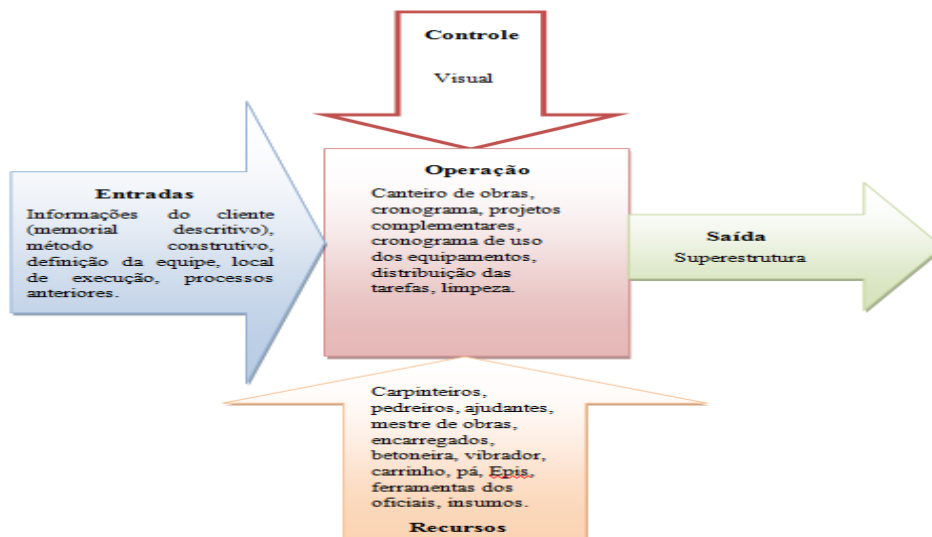 Controle
Visual
Entradas
Informações do cliente
(memorial descritivo),
método construtivo,
definição da equipe, local
de execução, processos
anteriores.
Operação
Canteiro de obras,
cronograma, projetos
complementares,
cronograma de uso
dos equipamentos,
distribuição das
tarefas, limpeza.
Saída
Superestrutura
Carpinteiros,
pedreiros, ajudantes,
mestre de obras,
encarregados,
betoneira, vibrador,
carrinho, pá, Epis,
ferramentas dos
oficiais, insumos.
Recursos